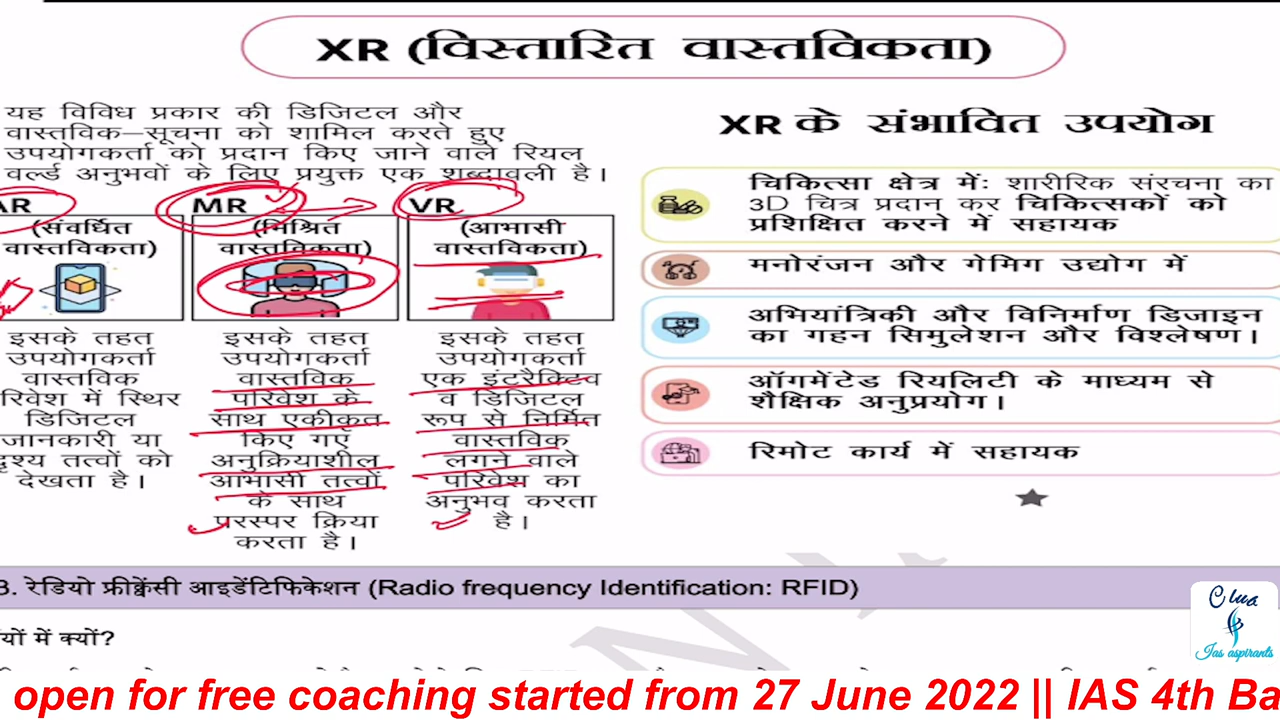 XR (विस्तारित वास्तविकता)
यह विविध प्रकार की डिजिटल और
वास्तविक–सूचना को शामिल करते हुए
उपयोगकर्ता को प्रदान किए जाने वाले रियल
वर्ल्ड अनुभवों के लिए प्रयुक्त एक शब्दावली है।
AR
(संवर्धित
वास्तविकता)
इसके तहत
उपयोगकर्ता
वास्तविक
रिवेश में स्थिर
डिजिटल
जानकारी या
दृश्य तत्वों को
देखता है।
MR
(मिश्रित
वास्तविकता)
इसके तहत
उपयोगकर्ता
वास्तविक
परिवेश के
साथ एकीकृत
किए गए
अनुक्रियाशील
आभासी तत्वों
के साथ
परस्पर क्रिया
करता है।
VR
(आभासी
वास्तविकता)
इसके तहत
उपयोगकर्ता
एक इंटरैक्टिव
व डिजिटल
रूप से निर्मित
वास्तविक
लगने वाले
परिवेश का
अनुभव करता
है।
XR के संभावित उपयोग
चिकित्सा क्षेत्र में: शारीरिक संरचना का
3D चित्र प्रदान कर चिकित्सकों को
प्रशिक्षित करने में सहायक
मनोरंजन और गेमिग उद्योग में
अभियांत्रिकी और विनिर्माण डिजाइन
का गहन सिमुलेशन और विश्लेषण।
ऑगमेंटेड रियलिटी के माध्यम से
शैक्षिक अनुप्रयोग।
रिमोट कार्य में सहायक
3. रेडियो फ्रीक्वेंसी आइडेंटिफिकेशन (Radio frequency Identification: RFID)
में क्यों?
Ias aspirants
open for free coaching started from 27 June 2022 || IAS 4th Ba